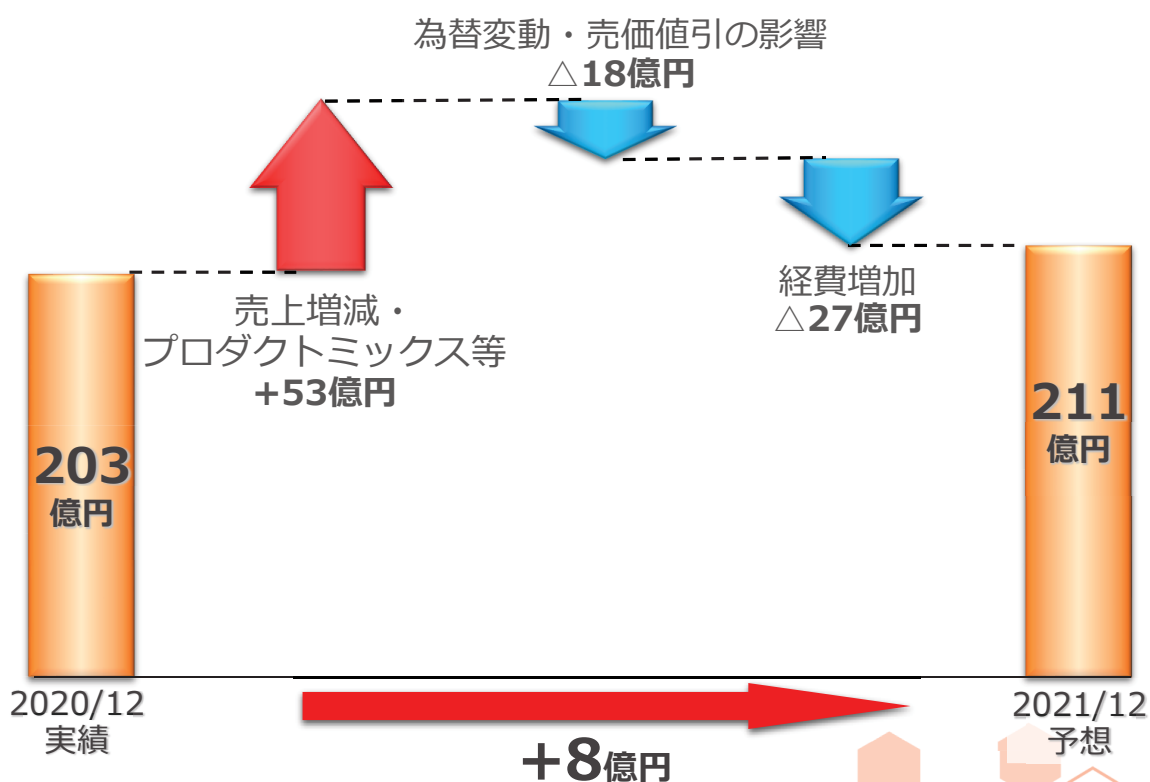 為替変動・売価値引の影響
△18億円
売上増減・
プロダクトミックス等
+53億円
経費増加
△27億円
203
億円
211
億円
2020/12
実績
2021/12
予想
+8億円